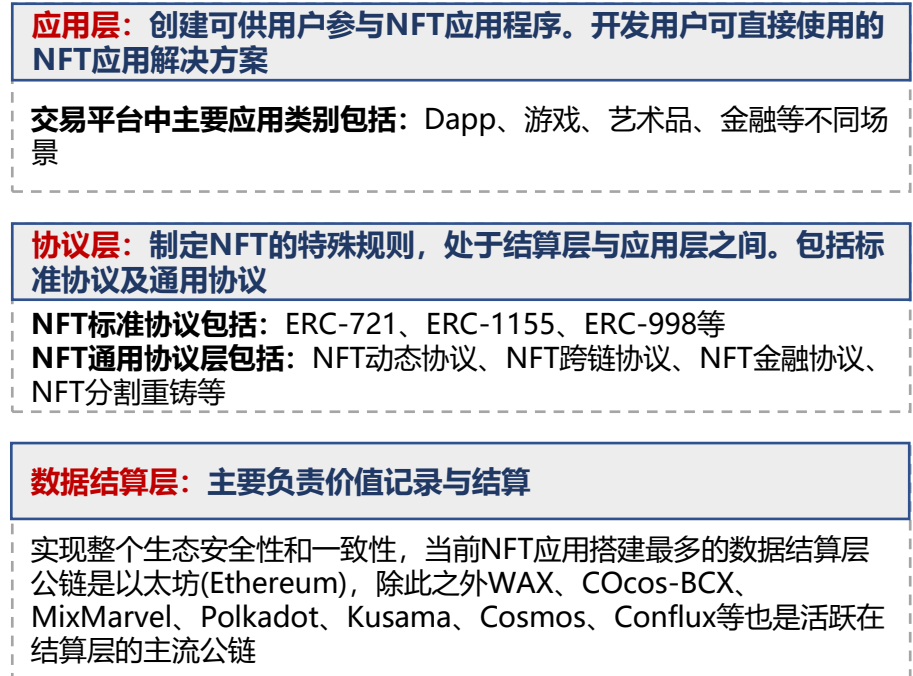 应用层：创建可供用户参与NFT应用程序。开发用户可直接使用的
NFT应用解决方案
交易平台中主要应用类别包括：Dapp、游戏、艺术品、金融等不同场
景
协议层：制定NFT的特殊规则，处于结算层与应用层之间。包括标
准协议及通用协议
NFT标准协议包括：ERC-721、ERC-1155、ERC-998等
NFT通用协议层包括：NFT动态协议、NFT跨链协议、NFT金融协议、
NFT分割重铸等
数据结算层：主要负责价值记录与结算
实现整个生态安全性和一致性，当前NFT应用搭建最多的数据结算层
公链是以太坊(Ethereum)，除此之外WAX、COcos-BCX、
MixMarvel、Polkadot、Kusama、Cosmos、Conflux等也是活跃在
结算层的主流公链